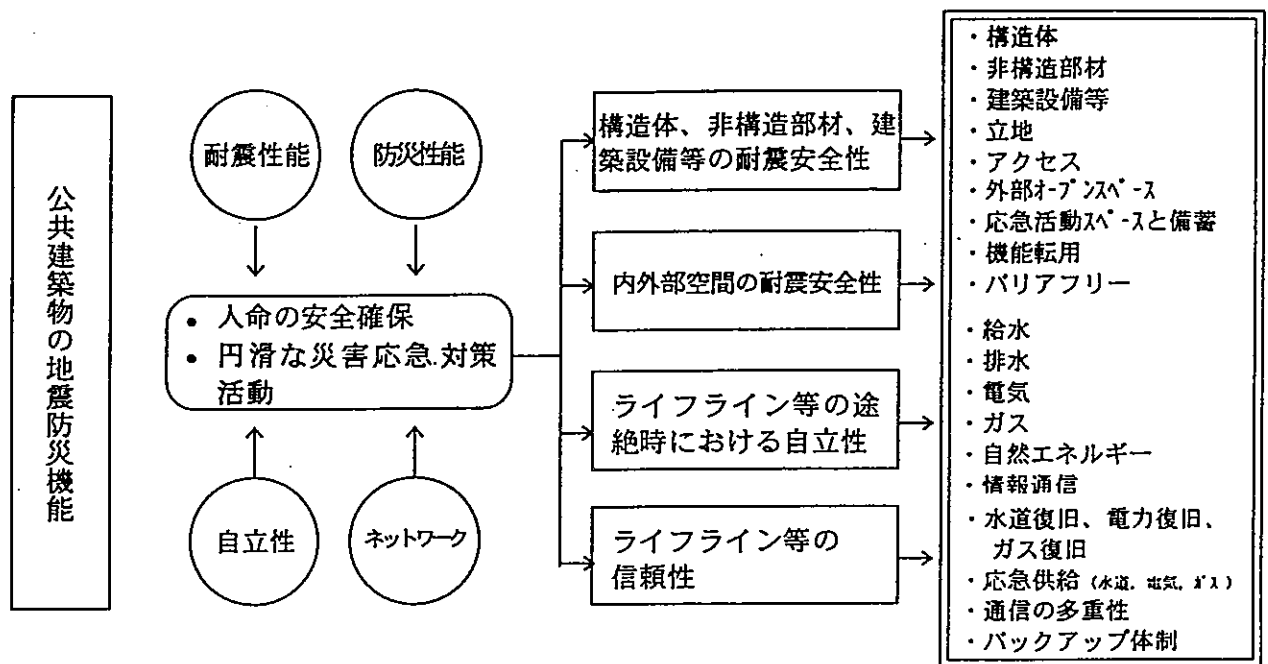 公共建築物の地震防災機能
耐震性能
防災性能
・人命の安全確保
・円滑な災害応急.対策
活動
自立性
ネットワーク
構造体、非構造部材、建
築設備等の耐震安全性
内外部空間の耐震安全性
ライフライン等の途
絶時における自立性
ライフライン等の
信頼性
・構造体
・非構造部材
・建築設備等
・立地
・アクセス
・外部オープンスペース
・応急活動スペースと備蓄
・機能転用
・バリアフリー
・給水
・排水
・電気
・ガス
・自然エネルギー
・情報通信
・水道復旧、電力復旧、
ガス復旧
・応急供給(水道,電気,ガス)
・通信の多重性
・バックアップ体制